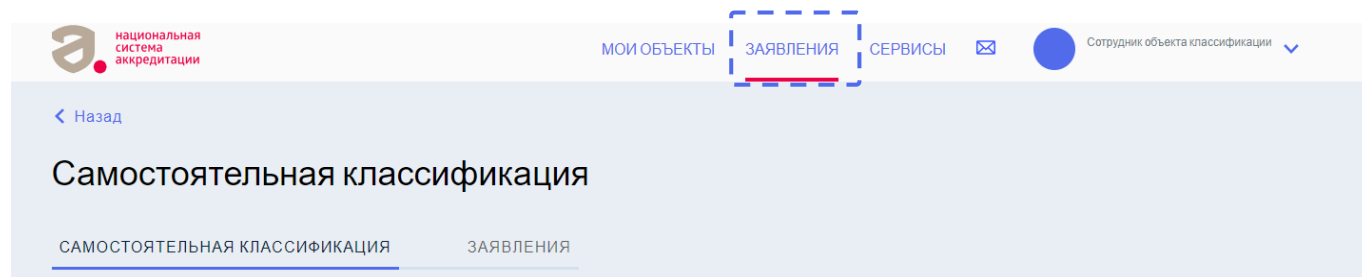 национальная
система
аккредитации
МОИ ОБЪЕКТЫ ЗАЯВЛЕНИЯ СЕРВИСЫ Сотрудник объекта классификации
Назад
Самостоятельная классификация
САМОСТОЯТЕЛЬНАЯ КЛАССИФИКАЦИЯ ЗАЯВЛЕНИЯ